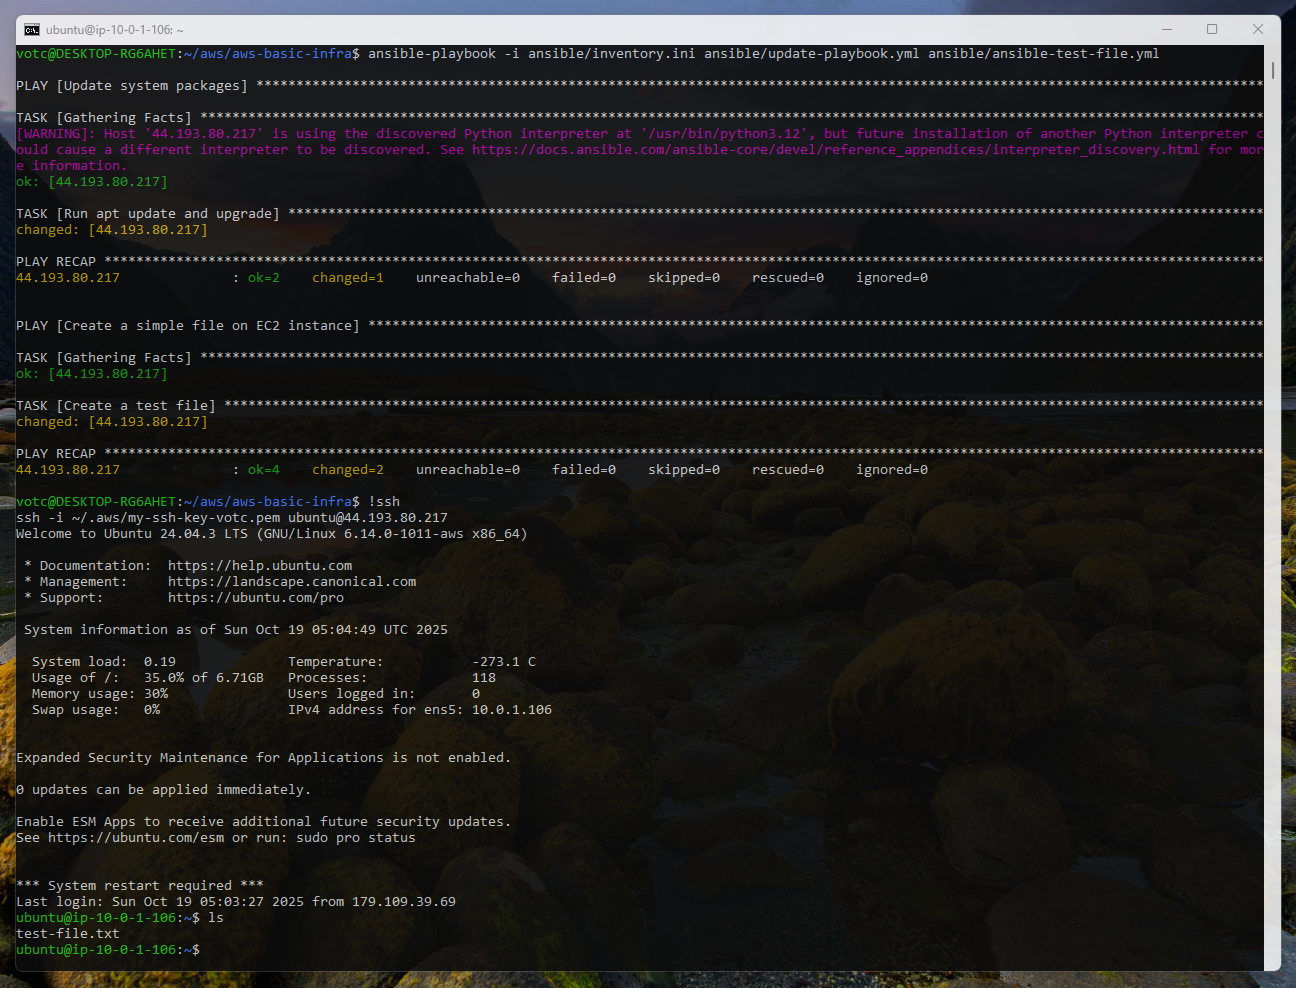 ubuntu@ip-10-0-1-106: ~
votc@DESKTOP-RG6AHET:~/aws/aws-basic-infra$ ansible-playbook -i ansible/inventory.ini ansible/update-playbook.yml ansible/ansible-test-file.yml
PLAY [Update system packages] ******************************************************************************************************************************
TASK [Gathering Facts] *************************************************************************************************************************************
[WARNING]: Host '44.193.80.217' is using the discovered Python interpreter at '/usr/bin/python3.12', but future installation of another Python interpreter c
ould cause a different interpreter to be discovered. See https://docs.ansible.com/ansible-core/devel/reference_appendices/interpreter_discovery.html for mor
e information.
ok: [44.193.80.217]
TASK [Run apt update and upgrade] **************************************************************************************************************************
changed: [44.193.80.217]
PLAY RECAP *************************************************************************************************************************************************
44.193.80.217              : ok=2    changed=1    unreachable=0    failed=0    skipped=0    rescued=0    ignored=0
PLAY [Create a simple file on EC2 instance] ****************************************************************************************************************
TASK [Gathering Facts] *************************************************************************************************************************************
ok: [44.193.80.217]
TASK [Create a test file] **********************************************************************************************************************************
changed: [44.193.80.217]
PLAY RECAP *************************************************************************************************************************************************
44.193.80.217              : ok=4    changed=2    unreachable=0    failed=0    skipped=0    rescued=0    ignored=0
votc@DESKTOP-RG6AHET:~/aws/aws-basic-infra$ !ssh
ssh -i ~/.aws/my-ssh-key-votc.pem ubuntu@44.193.80.217
Welcome to Ubuntu 24.04.3 LTS (GNU/Linux 6.14.0-1011-aws x86_64)
 * Documentation:  https://help.ubuntu.com
 * Management:     https://landscape.canonical.com
 * Support:        https://ubuntu.com/pro
 System information as of Sun Oct 19 05:04:49 UTC 2025
  System load:  0.19              Temperature:           -273.1 C
  Usage of /:   35.0% of 6.71GB   Processes:             118
  Memory usage: 30%               Users logged in:       0
  Swap usage:   0%                IPv4 address for ens5: 10.0.1.106
Expanded Security Maintenance for Applications is not enabled.
0 updates can be applied immediately.
Enable ESM Apps to receive additional future security updates.
See https://ubuntu.com/esm or run: sudo pro status
*** System restart required ***
Last login: Sun Oct 19 05:03:27 2025 from 179.109.39.69
ubuntu@ip-10-0-1-106:~$ ls
test-file.txt
ubuntu@ip-10-0-1-106:~$